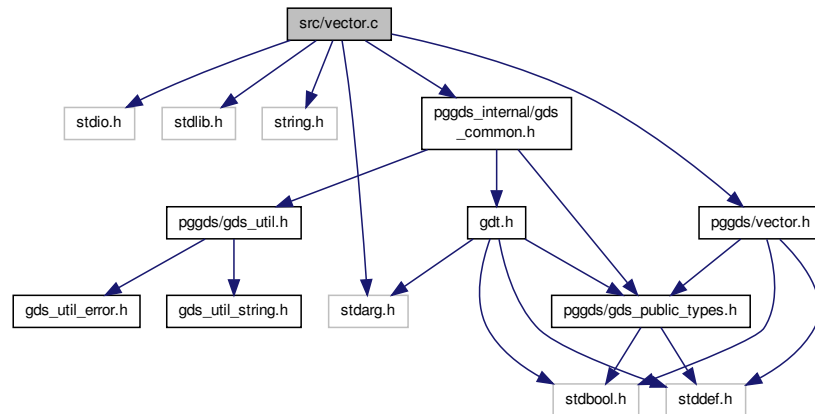 src/vector.c
stdio.h
stdlib.h
string.h
pggds_internal/gds
_common.h
pggds/gds_util.h
gdt.h
pggds/vector.h
gds_util_error.h
gds_util_string.h
stdarg.h
pggds/gds_public_types.h
stdbool.h
stddef.h